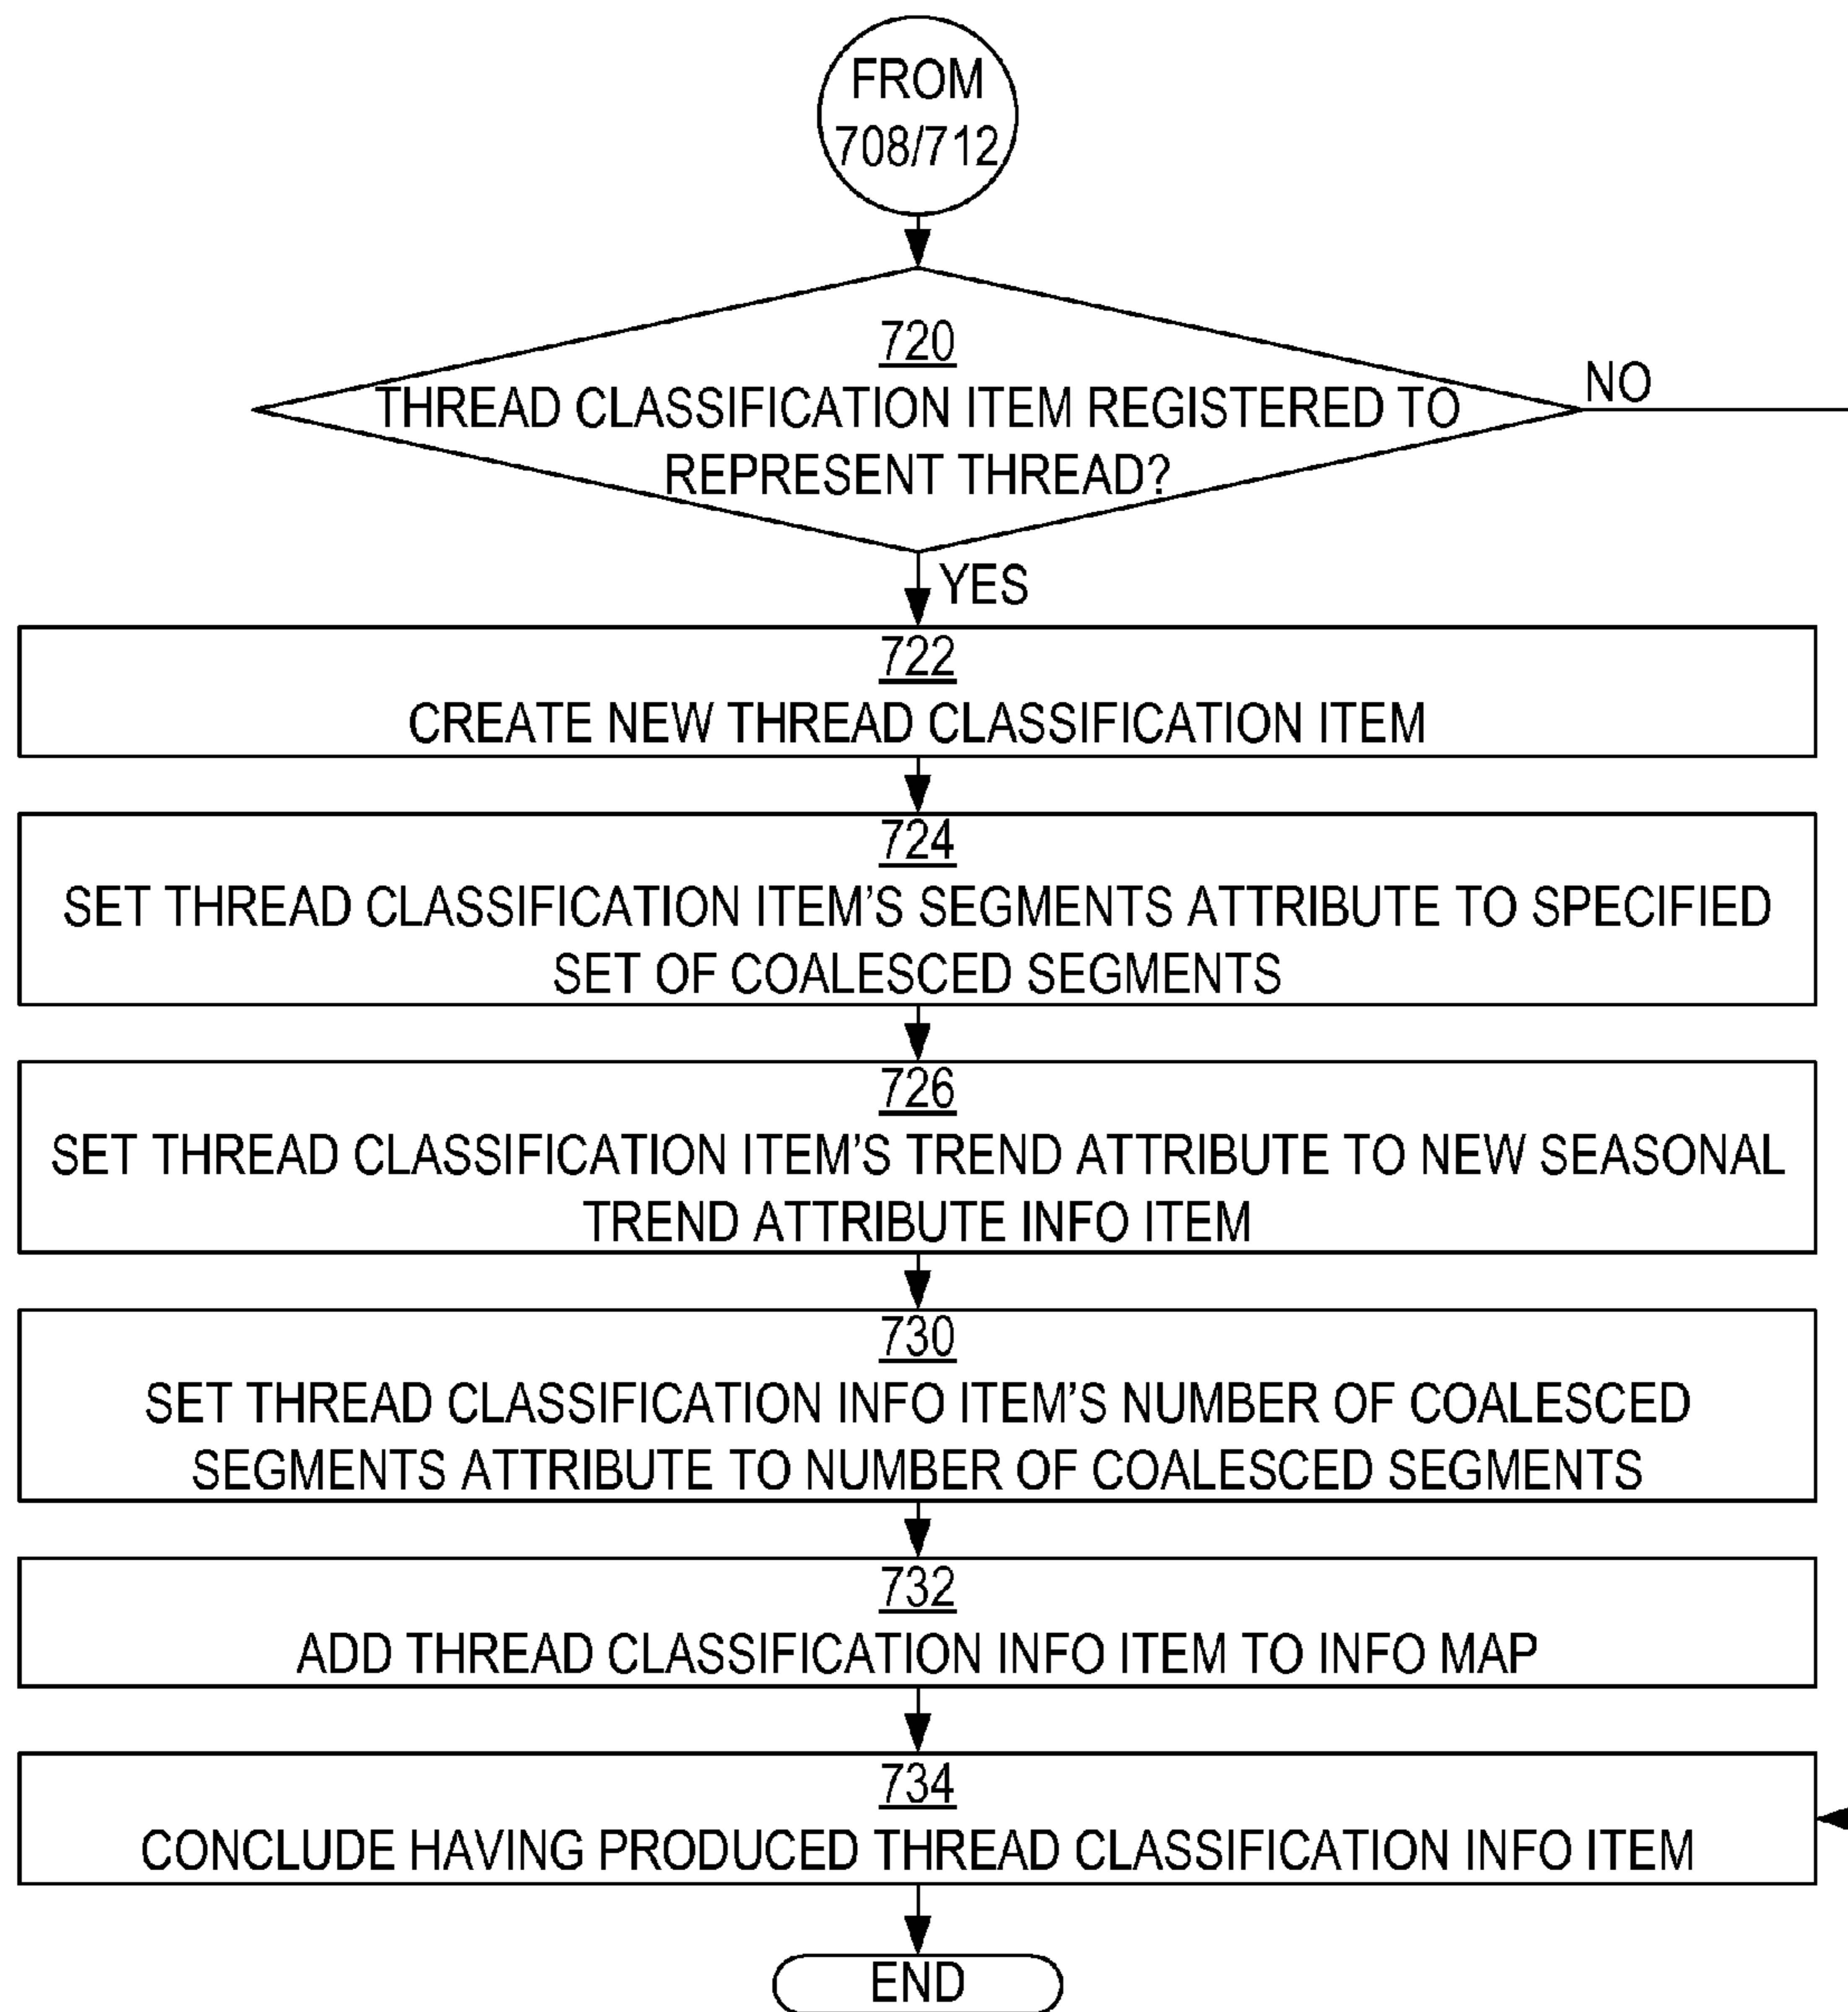 FROM
708/712
720
THREAD CLASSIFICATION ITEM REGISTERED TO
REPRESENT THREAD?
NO
YES
722
CREATE NEW THREAD CLASSIFICATION ITEM
724
SET THREAD CLASSIFICATION ITEM'S SEGMENTS ATTRIBUTE TO SPECIFIED
SET OF COALESCED SEGMENTS
726
SET THREAD CLASSIFICATION ITEM'S TREND ATTRIBUTE TO NEW SEASONAL
TREND ATTRIBUTE INFO ITEM
730
SET THREAD CLASSIFICATION INFO ITEM'S NUMBER OF COALESCED
SEGMENTS ATTRIBUTE TO NUMBER OF COALESCED SEGMENTS
732
ADD THREAD CLASSIFICATION INFO ITEM TO INFO MAP
734
CONCLUDE HAVING PRODUCED THREAD CLASSIFICATION INFO ITEM
END